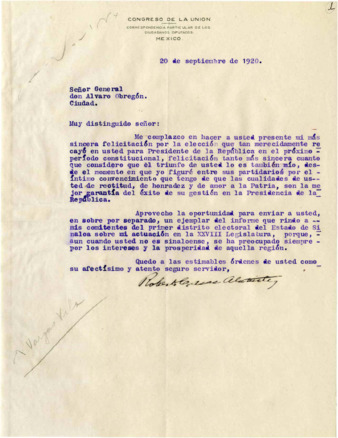 1
CONGRESO DE LA UNION
CORRESPONDENCIA PARTICULAR DE LOS
CIUDADANOS DIPUTADOS
MEXICO
20 de septiembre de 1920.
Señor General
don Alvaro Obregón.
Ciudad.
Muy distinguido señor:
Me complazco en hacer a usted presente mi más
sincera felicitación por la elección que tan merecidamente re
cayó en usted para Presidente de la República en el próximo -
período constitucional, felicitación tanto más sincera cuanto
que considero que el triunfo de usted lo es también mío, des-
de el momento en que yo figuré entre sus partidarios por el -
íntimo convencimiento que tengo de que las cualidades de us-
ted de rectitud, de honradez y de amor a la Patria, son la me
jor garantía del éxito de su gestión en la Presidencia de la
República.
Aprovecho la oportunidad para enviar a usted,
en sobre por separado, un ejemplar del informe que rinde a --
mis comitentes del primer distrito electoral del Estado de Si
naloa sobre mi actuación en la XXVIII Legislatura, porque, -
aun cuando usted no es sinaloense, se ha preocupado siempre -
por los intereses y la prosperidad de aquella región.
Quedo a las estimables órdenes de usted como
su afectísimo y atento seguro servidor,